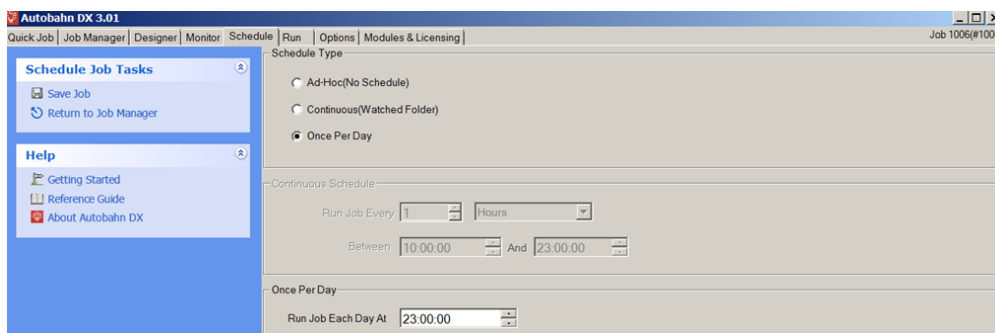 Autobahn DX 3.01
Quick Job Job Manager Designer Monitor Schedule Run Options Modules & Licensing Job 1006(#100
Schedule Job Tasks
Save Job
Return to Job Manager
Help
Getting Started
Reference Guide
About Autobahn DX
Schedule Type
Ad-Hoc(No Schedule)
Continuous(Watched Folder)
Once Per Day
Continuous Schedule
Run Job Every 1 Hours
Between 10:00:00 And 23:00:00
Once Per Day
Run Job Each Day At 23:00:00